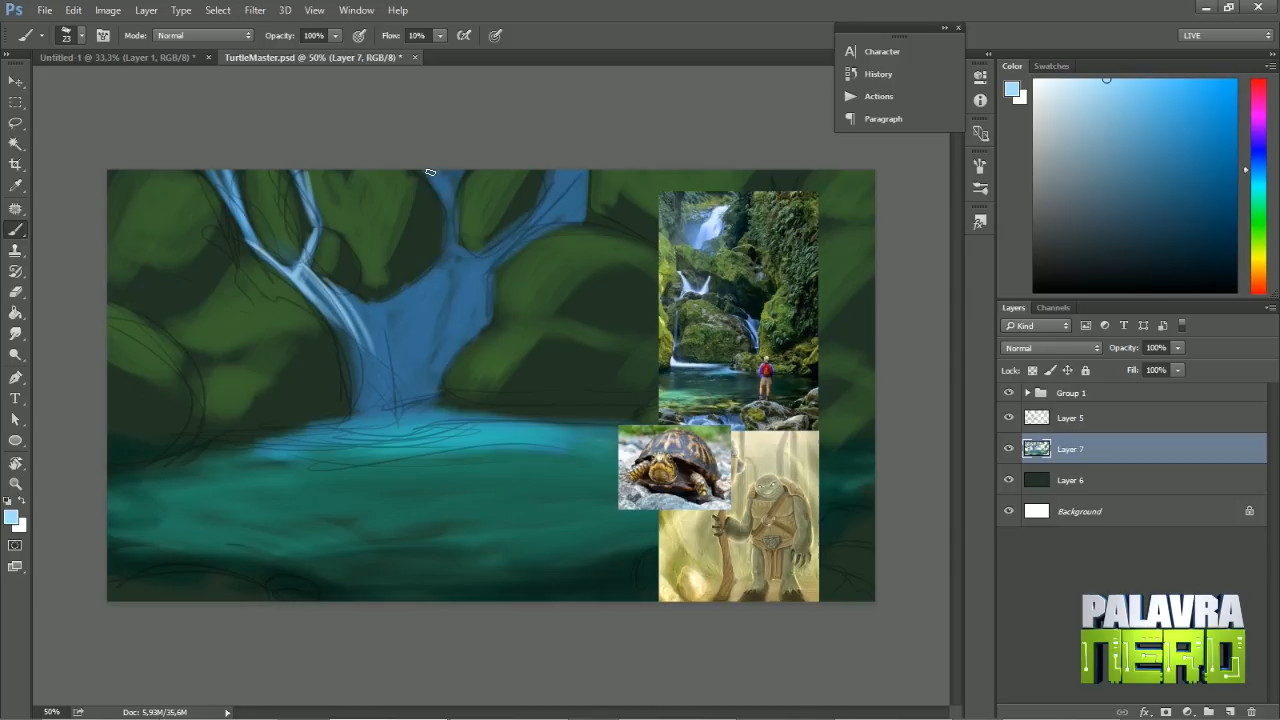 Ps File Edit Image Layer Type Select Filter 3D View Window Help
23 Mode: Normal Opacity: 100% Flow: 10% LIVE
Untitled-1 @ 33,3% (Layer 1, RGB/8) * × TurtleMaster.psd @ 50% (Layer 7, RGB/8) * ×
Character
History
Actions
Paragraph
Color Swatches
Layers Channels
Kind
Normal Opacity: 100%
Lock: Fill: 100%
Group 1
Layer 5
Layer 7
Layer 6
Background
PALAVRA
NERD
50% Doc: 5,93M/35,6M